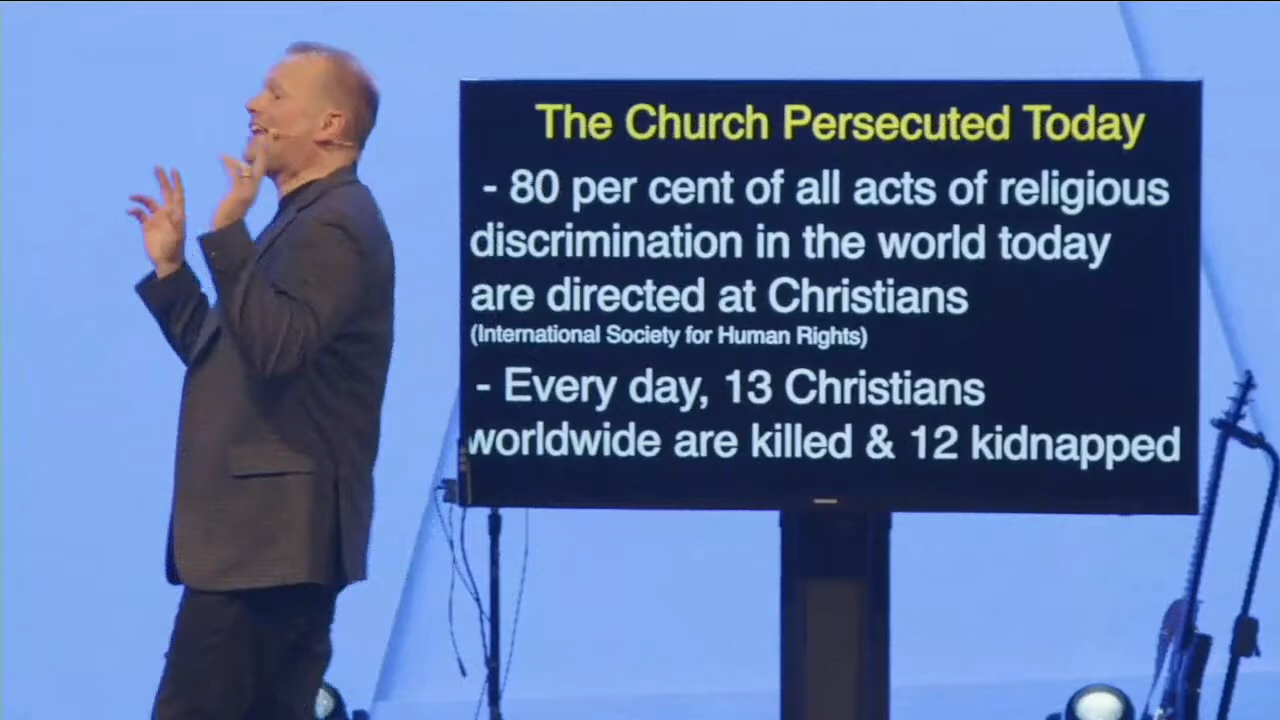 The Church Persecuted Today
- 80 per cent of all acts of religious
discrimination in the world today
are directed at Christians
(International Society for Human Rights)
- Every day, 13 Christians
worldwide are killed & 12 kidnapped